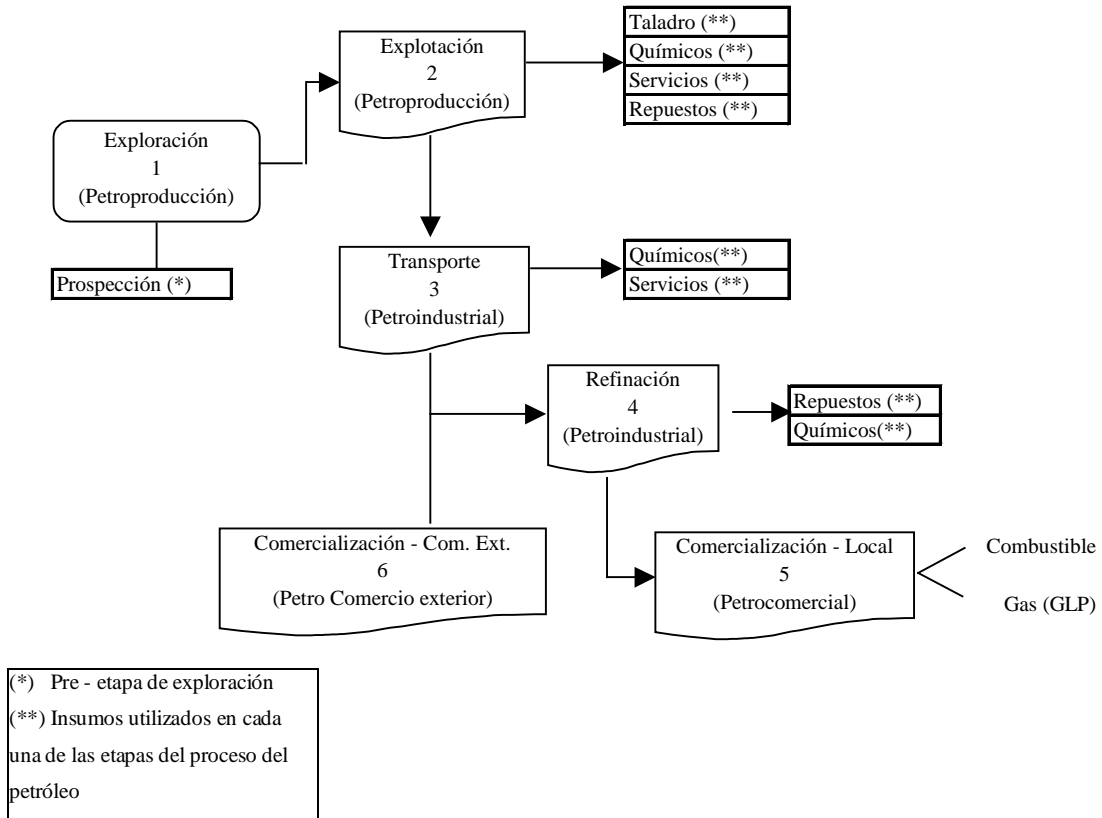 Taladro (**)
Químicos (**)
Servicios (**)
Repuestos (**)
Explotación
2
(Petroproducción)
Exploración
1
(Petroproducción)
Prospección (*)
Transporte
3
(Petroindustrial)
Químicos(**)
Servicios (**)
Refinación
4
(Petroindustrial)
Repuestos (**)
Químicos(**)
Comercialización - Com. Ext.
6
(Petro Comercio exterior)
Comercialización - Local
5
(Petrocomercial)
Combustible
Gas (GLP)
(*) Pre - etapa de exploración
(**) Insumos utilizados en cada
una de las etapas del proceso del
petróleo